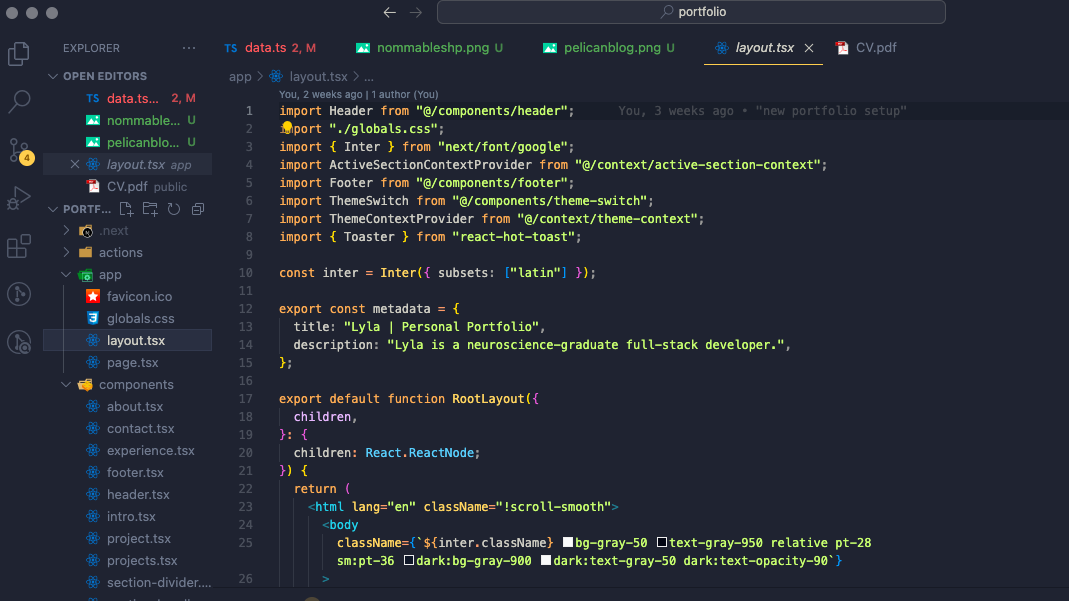 portfolio
EXPLORER
TS data.ts 2, M nommableshp.png U pelicanblog.png U layout.tsx CV.pdf
app > layout.tsx > ...
OPEN EDITORS
TS data.ts... 2, M
nommable... U
pelicanblo... U
layout.tsx app
CV.pdf public
PORTF...
.next
actions
app
favicon.ico
globals.css
layout.tsx
page.tsx
components
about.tsx
contact.tsx
experience.tsx
footer.tsx
header.tsx
intro.tsx
project.tsx
projects.tsx
section-divider....
4
You, 2 weeks ago | 1 author (You)
1 import Header from "@/components/header"; You, 3 weeks ago • "new portfolio setup"
2 import "./globals.css";
3 import { Inter } from "next/font/google";
4 import ActiveSectionContextProvider from "@/context/active-section-context";
5 import Footer from "@/components/footer";
6 import ThemeSwitch from "@/components/theme-switch";
7 import ThemeContextProvider from "@/context/theme-context";
8 import { Toaster } from "react-hot-toast";
9
10 const inter = Inter({ subsets: ["latin"] });
11
12 export const metadata = {
13 title: "Lyla | Personal Portfolio",
14 description: "Lyla is a neuroscience-graduate full-stack developer.",
15 };
16
17 export default function RootLayout({
18 children,
19 }: {
20 children: React.ReactNode;
21 }) {
22 return (
23 <html lang="en" className="!scroll-smooth">
24 <body
25 className={`${inter.className} bg-gray-50 text-gray-950 relative pt-28
sm:pt-36 dark:bg-gray-900 dark:text-gray-50 dark:text-opacity-90`}
26 >